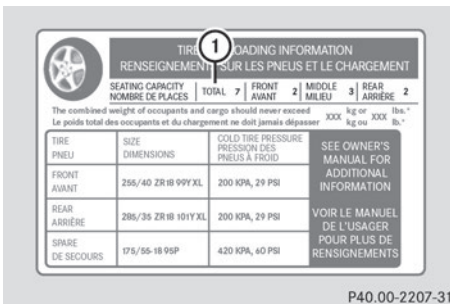 1
TIRE LOADING INFORMATION
RENSEIGNEMENT SUR LES PNEUS ET LE CHARGEMENT
SEATING CAPACITY TOTAL 7 FRONT 2 MIDDLE 3 REAR 2
NOMBRE DE PLACES AVANT MILIEU ARRIÈRE
The combined weight of occupants and cargo should never exceed XXX kg or XXX lbs.*
Le poids total des occupants et du chargement ne doit jamais dépasser kg ou lb.*
TIRE SIZE COLD TIRE PRESSURE
PNEU DIMENSIONS PRESSION DES
PNEUS À FROID
FRONT
AVANT 255/40 ZR18 99Y XL 200 KPA, 29 PSI
REAR
ARRIÈRE 285/35 ZR18 101Y XL 200 KPA, 29 PSI
SPARE
DE SECOURS 175/55-18 95P 420 KPA, 60 PSI
SEE OWNER'S
MANUAL FOR
ADDITIONAL
INFORMATION
VOIR LE MANUEL
DE L'USAGER
POUR PLUS DE
RENSIGNEMENTS
P40.00-2207-31